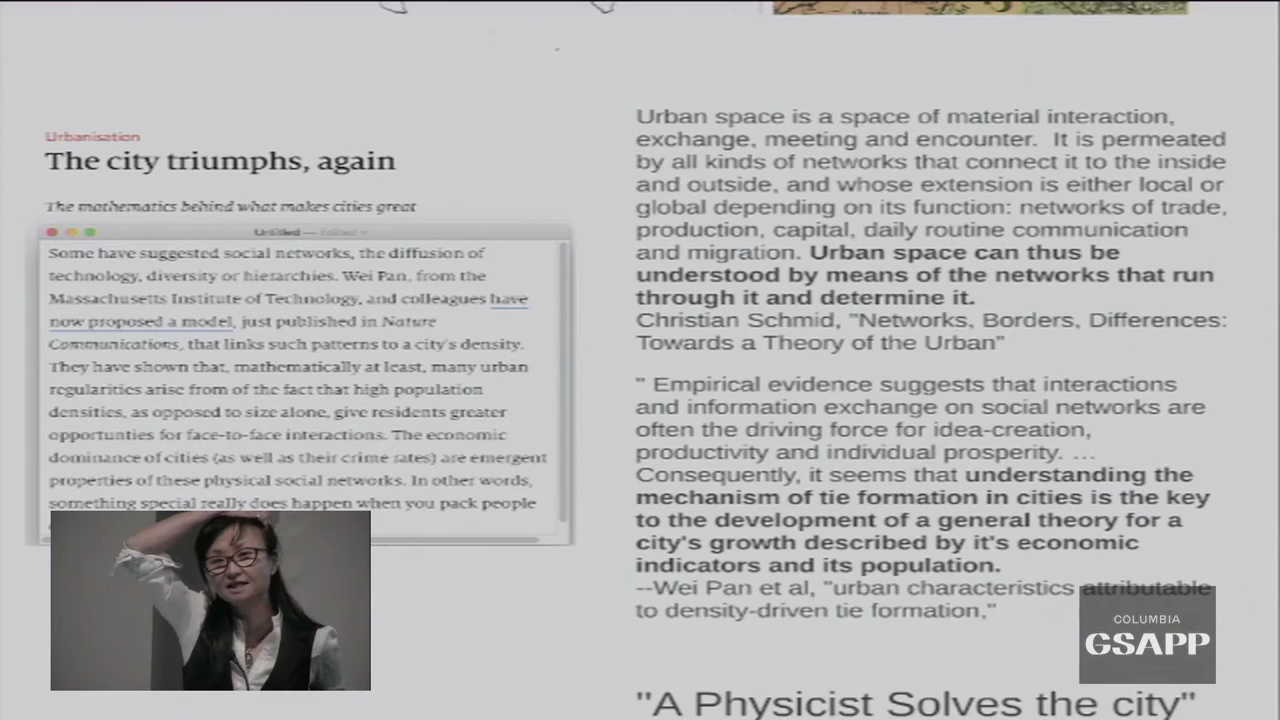 Urbanisation
The city triumphs, again
The mathematics behind what makes cities great
Untitled — Edited
Some have suggested social networks, the diffusion of
technology, diversity or hierarchies. Wei Pan, from the
Massachusetts Institute of Technology, and colleagues have
now proposed a model, just published in Nature
Communications, that links such patterns to a city's density.
They have shown that, mathematically at least, many urban
regularities arise from of the fact that high population
densities, as opposed to size alone, give residents greater
opportunities for face-to-face interactions. The economic
dominance of cities (as well as their crime rates) are emergent
properties of these physical social networks. In other words,
something special really does happen when you pack people
Urban space is a space of material interaction,
exchange, meeting and encounter. It is permeated
by all kinds of networks that connect it to the inside
and outside, and whose extension is either local or
global depending on its function: networks of trade,
production, capital, daily routine communication
and migration. Urban space can thus be
understood by means of the networks that run
through it and determine it.
Christian Schmid, "Networks, Borders, Differences:
Towards a Theory of the Urban"
" Empirical evidence suggests that interactions
and information exchange on social networks are
often the driving force for idea-creation,
productivity and individual prosperity. ...
Consequently, it seems that understanding the
mechanism of tie formation in cities is the key
to the development of a general theory for a
city's growth described by it's economic
indicators and its population.
--Wei Pan et al, "urban characteristics attributable
to density-driven tie formation,"
"A Physicist Solves the city"
COLUMBIA
GSAPP